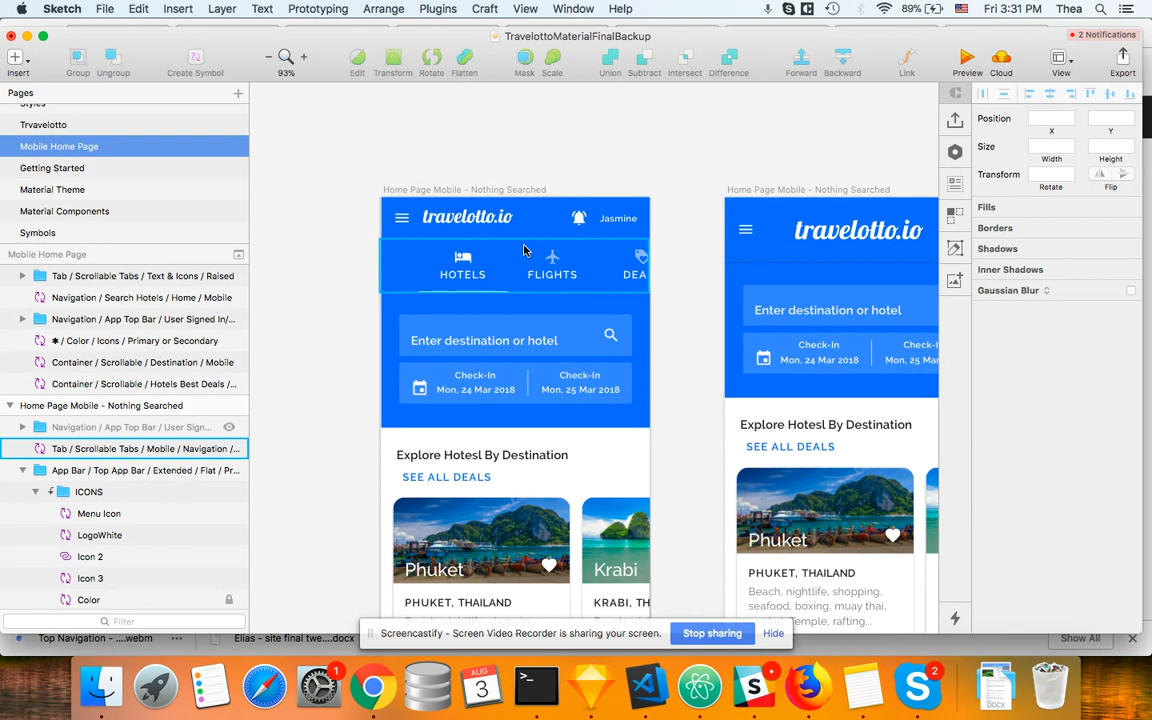 Sketch File Edit Insert Layer Text Prototyping Arrange Plugins Craft View Window Help 89% Fri 3:31 PM Thea
TravelottoMaterialFinalBackup
2 Notifications
Insert Group Ungroup Create Symbol 93% Edit Transform Rotate Flatten Mask Scale Union Subtract Intersect Difference Forward Backward Link Preview Cloud View Export
Pages
Styles
Trvavelotto
Mobile Home Page
Getting Started
Material Theme
Material Components
Symbols
Mobile Home Page
Tab / Scrollable Tabs / Text & Icons / Raised
Navigation / Search Hotels / Home / Mobile
Navigation / App Top Bar / User Signed In/...
✱ / Color / Icons / Primary or Secondary
Container / Scrollable / Destination / Mobile
Container / Scrollable / Hotels Best Deals /...
Home Page Mobile - Nothing Searched
Navigation / App Top Bar / User Sign...
Tab / Scrollable Tabs / Mobile / Navigation /...
App Bar / Top App Bar / Extended / Flat / Pr...
ICONS
Menu Icon
LogoWhite
Icon 2
Icon 3
Color
Filter
Home Page Mobile - Nothing Searched
travelotto.io
Jasmine
HOTELS FLIGHTS DEA
Enter destination or hotel
Check-In Check-In
Mon, 24 Mar 2018 Mon, 25 Mar 2018
Explore Hotesl By Destination
SEE ALL DEALS
Phuket Krabi
PHUKET, THAILAND KRABI, TH
Home Page Mobile - Nothing Searched
travelotto.io
Enter destination or hotel
Check-In Check-In
Mon, 24 Mar 2018 Mon, 25 Mar
Explore Hotesl By Destination
SEE ALL DEALS
Phuket
PHUKET, THAILAND
Beach, nightlife, shopping,
seafood, boxing, muay thai,
Temple, rafting...
Position
X Y
Size
Width Height
Transform
Rotate Flip
Fills
Borders
Shadows
Inner Shadows
Gaussian Blur
Screencastify - Screen Video Recorder is sharing your screen. Stop sharing Hide
Top Navigation - ....webm Elias - site final twe....docx Show All
1 AUG 3 2 DOCX